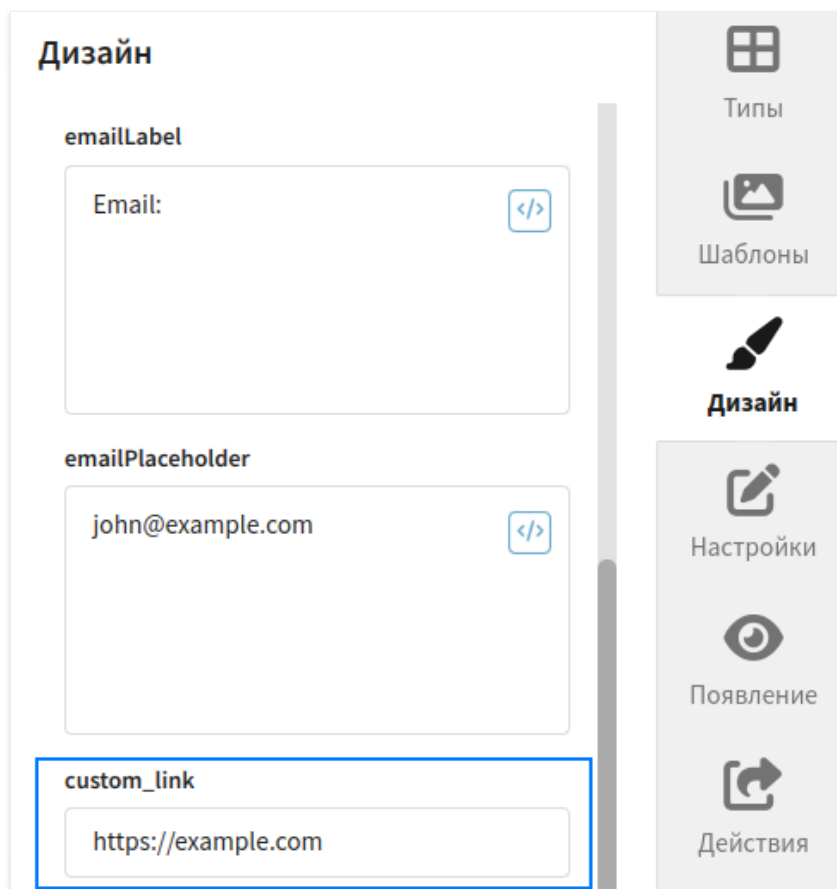 Дизайн
emailLabel
Email:
</>
emailPlaceholder
john@example.com
</>
custom_link
https://example.com
Типы
Шаблоны
Дизайн
Настройки
Появление
Действия